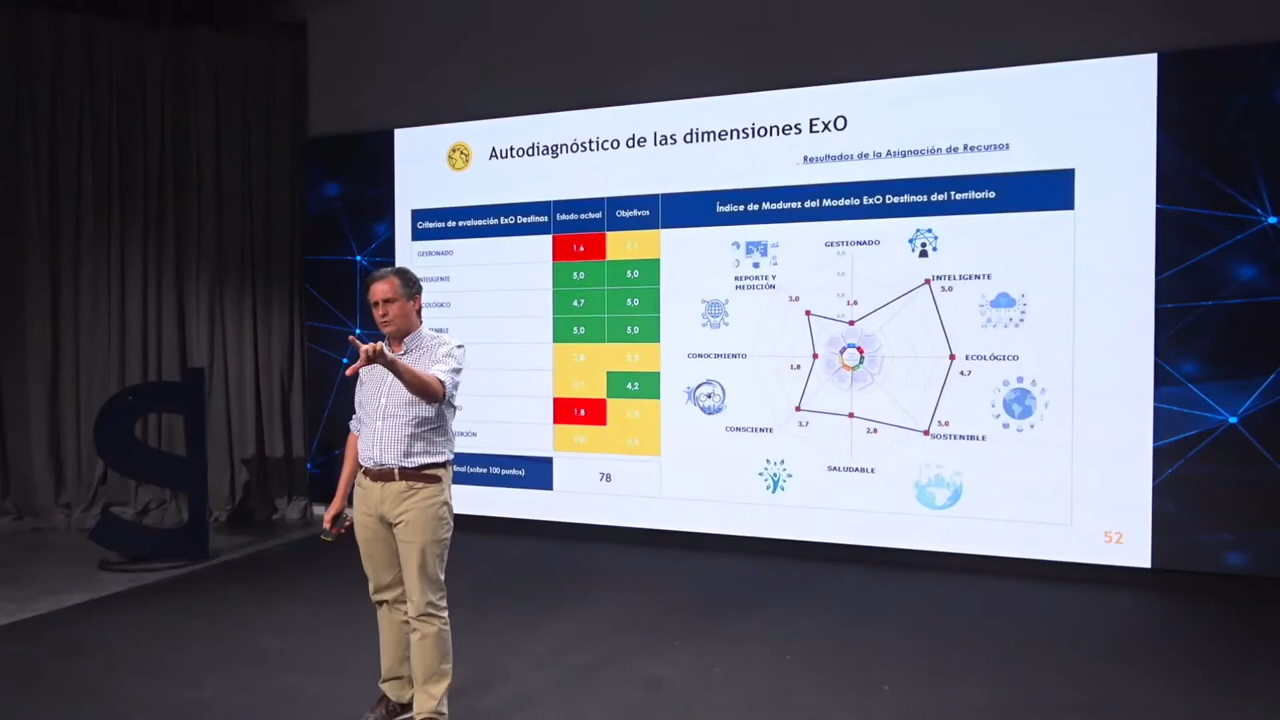 Autodiagnóstico de las dimensiones ExO
Resultados de la Asignación de Recursos
Criterios de evaluación ExO Destinos Estado actual Objetivos
GESTIONADO 1,6
INTELIGENTE 5,0 5,0
ECOLÓGICO 4,7 5,0
5,0 5,0
4,2
1,8
78
(sobre 100 puntos)
Índice de Madurez del Modelo ExO Destinos del Territorio
GESTIONADO
1.6
INTELIGENTE
5,0
ECOLÓGICO
4,7
5,0
SOSTENIBLE
2,8
SALUDABLE
3,7
CONSCIENTE
CONOCIMIENTO
1,8
REPORTE Y
MEDICIÓN
3.0
52